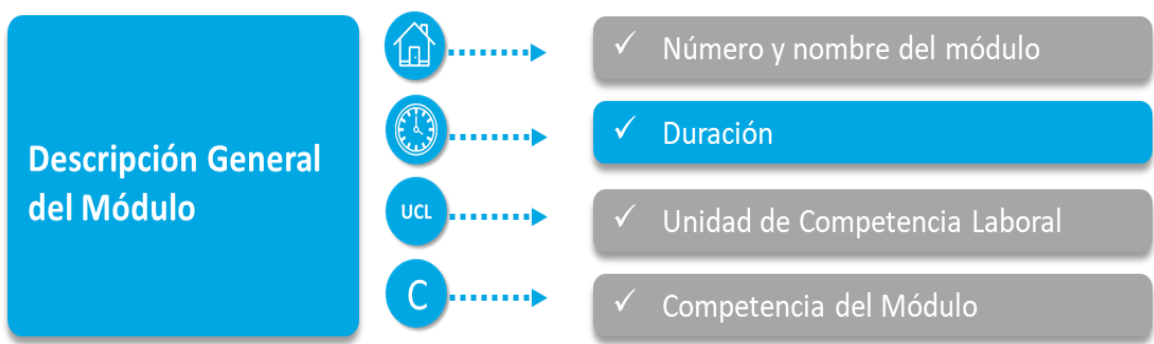 Descripción General
del Módulo
✓ Número y nombre del módulo
✓ Duración
UCL
✓ Unidad de Competencia Laboral
C
✓ Competencia del Módulo